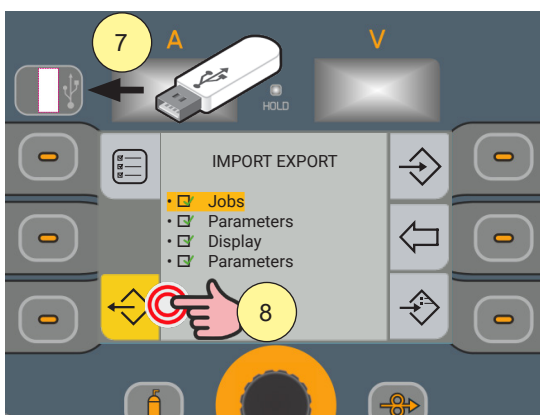 7
A
V
HOLD
IMPORT EXPORT
• Jobs
• Parameters
• Display
• Parameters
8